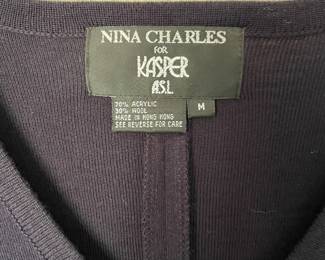 NINA CHARLES
FOR
KASPER
A.S.L
70% ACRYLIC
30% WOOL
MADE IN HONG KONG
SEE REVERSE FOR CARE
M